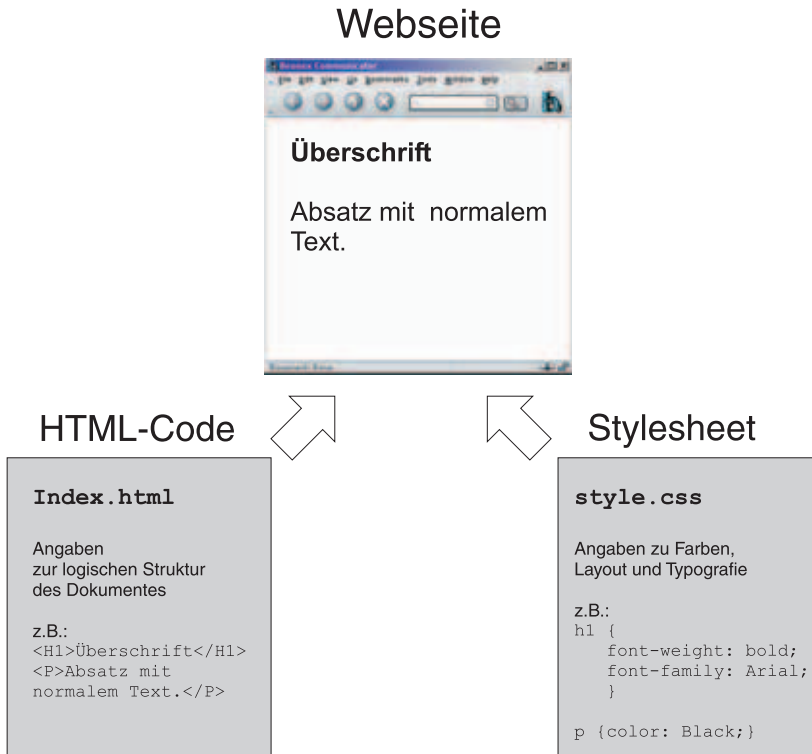 Webseite
Überschrift
Absatz mit normalem
Text.
HTML-Code
Index.html
Angaben
zur logischen Struktur
des Dokumentes
z.B.:
<H1>Überschrift</H1>
<P>Absatz mit
normalem Text.</P>
Stylesheet
style.css
Angaben zu Farben,
Layout und Typografie
z.B.:
h1 {
font-weight: bold;
font-family: Arial;
}
p {color: Black;}